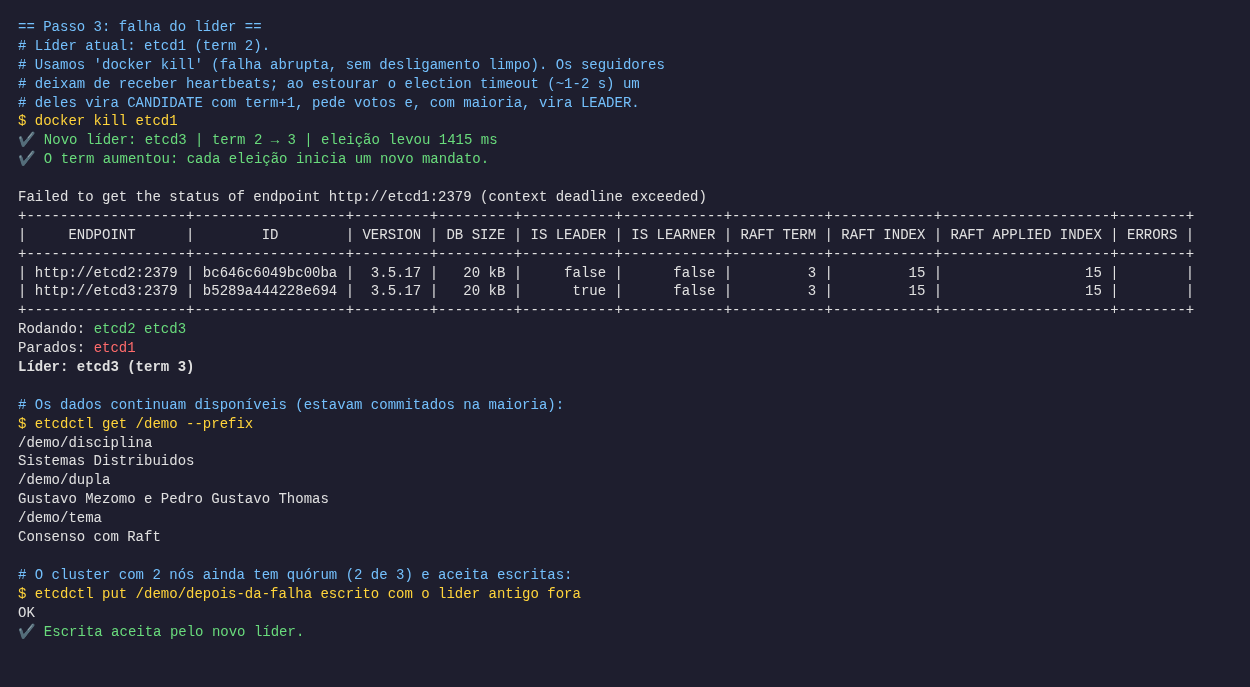 == Passo 3: falha do líder ==
# Líder atual: etcd1 (term 2).
# Usamos 'docker kill' (falha abrupta, sem desligamento limpo). Os seguidores
# deixam de receber heartbeats; ao estourar o election timeout (~1-2 s) um
# deles vira CANDIDATE com term+1, pede votos e, com maioria, vira LEADER.
$ docker kill etcd1
✔ Novo líder: etcd3 | term 2 → 3 | eleição levou 1415 ms
✔ O term aumentou: cada eleição inicia um novo mandato.

Failed to get the status of endpoint http://etcd1:2379 (context deadline exceeded)
+-------------------+------------------+---------+---------+-----------+------------+-----------+------------+--------------------+--------+
|     ENDPOINT      |        ID        | VERSION | DB SIZE | IS LEADER | IS LEARNER | RAFT TERM | RAFT INDEX | RAFT APPLIED INDEX | ERRORS |
+-------------------+------------------+---------+---------+-----------+------------+-----------+------------+--------------------+--------+
| http://etcd2:2379 | bc646c6049bc00ba |  3.5.17 |   20 kB |     false |      false |         3 |         15 |                 15 |        |
| http://etcd3:2379 | b5289a444228e694 |  3.5.17 |   20 kB |      true |      false |         3 |         15 |                 15 |        |
+-------------------+------------------+---------+---------+-----------+------------+-----------+------------+--------------------+--------+
Rodando: etcd2 etcd3
Parados: etcd1
Líder: etcd3 (term 3)

# Os dados continuam disponíveis (estavam commitados na maioria):
$ etcdctl get /demo --prefix
/demo/disciplina
Sistemas Distribuidos
/demo/dupla
Gustavo Mezomo e Pedro Gustavo Thomas
/demo/tema
Consenso com Raft

# O cluster com 2 nós ainda tem quórum (2 de 3) e aceita escritas:
$ etcdctl put /demo/depois-da-falha escrito com o lider antigo fora
OK
✔ Escrita aceita pelo novo líder.